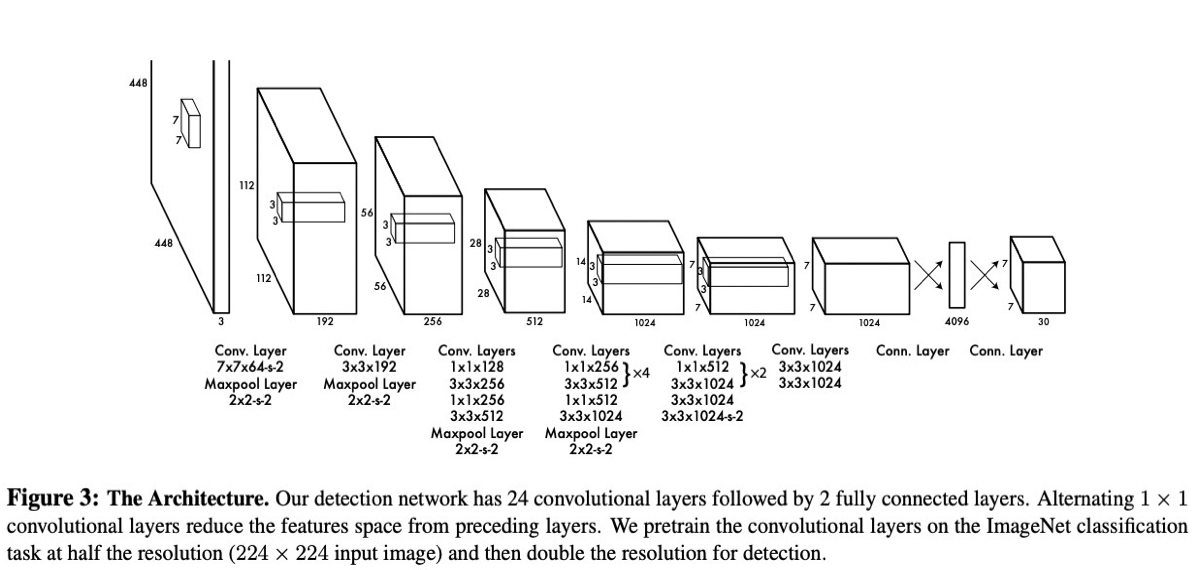 448
7
7
448
3
112
3
3
112
192
56
3
3
56
256
28
3
3
28
512
14
3
3
14
1024
7
3
3
7
1024
7
7
1024
4096
7
7
30
Conv. Layer
7x7x64-s-2
Maxpool Layer
2x2-s-2
Conv. Layer
3x3x192
Maxpool Layer
2x2-s-2
Conv. Layers
1x1x128
3x3x256
1x1x256
3x3x512
Maxpool Layer
2x2-s-2
Conv. Layers
1x1x256
3x3x512 }x4
1x1x512
3x3x1024
Maxpool Layer
2x2-s-2
Conv. Layers
1x1x512
3x3x1024 }x2
3x3x1024
3x3x1024-s-2
Conv. Layers
3x3x1024
3x3x1024
Conn. Layer
Conn. Layer
Figure 3: The Architecture. Our detection network has 24 convolutional layers followed by 2 fully connected layers. Alternating 1 × 1
convolutional layers reduce the features space from preceding layers. We pretrain the convolutional layers on the ImageNet classification
task at half the resolution (224 × 224 input image) and then double the resolution for detection.